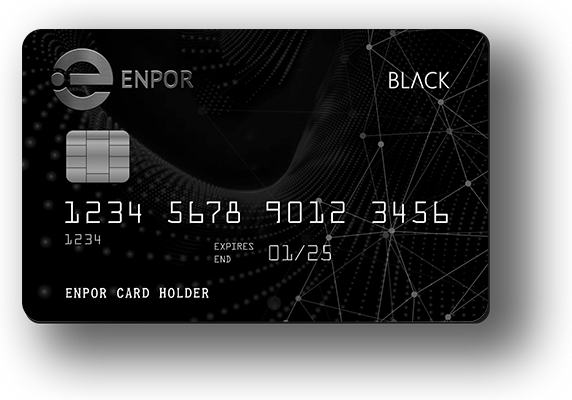 ENPOR
BLACK
1234 5678 9012 3456
1234
EXPIRES
END
01/25
ENPOR CARD HOLDER